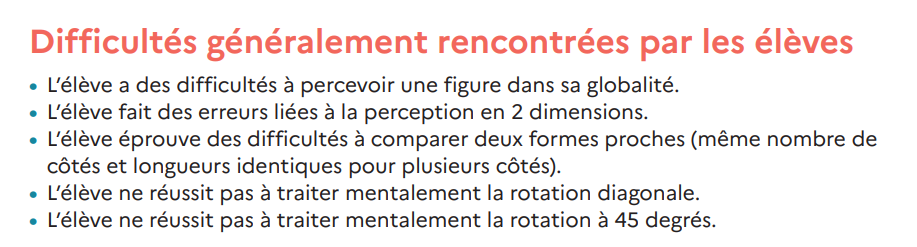 Difficultés généralement rencontrées par les élèves
• L’élève a des difficultés à percevoir une figure dans sa globalité.
• L’élève fait des erreurs liées à la perception en 2 dimensions.
• L’élève éprouve des difficultés à comparer deux formes proches (même nombre de
côtés et longueurs identiques pour plusieurs côtés).
• L’élève ne réussit pas à traiter mentalement la rotation diagonale.
• L’élève ne réussit pas à traiter mentalement la rotation à 45 degrés.